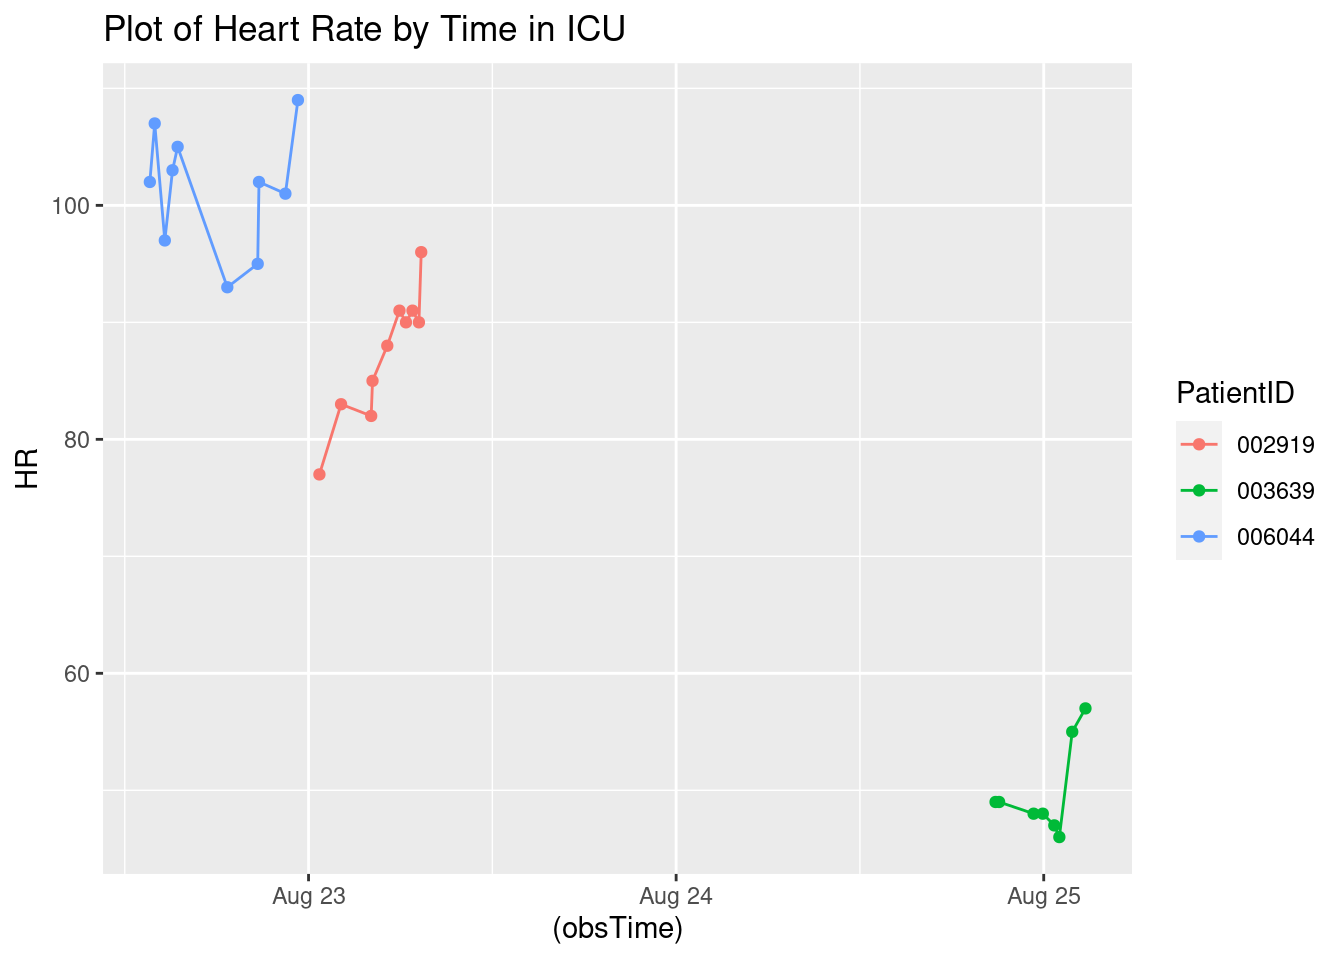 Plot of Heart Rate by Time in ICU
HR
100
80
60
Aug 23
Aug 24
Aug 25
(obsTime)
PatientID
002919
003639
006044